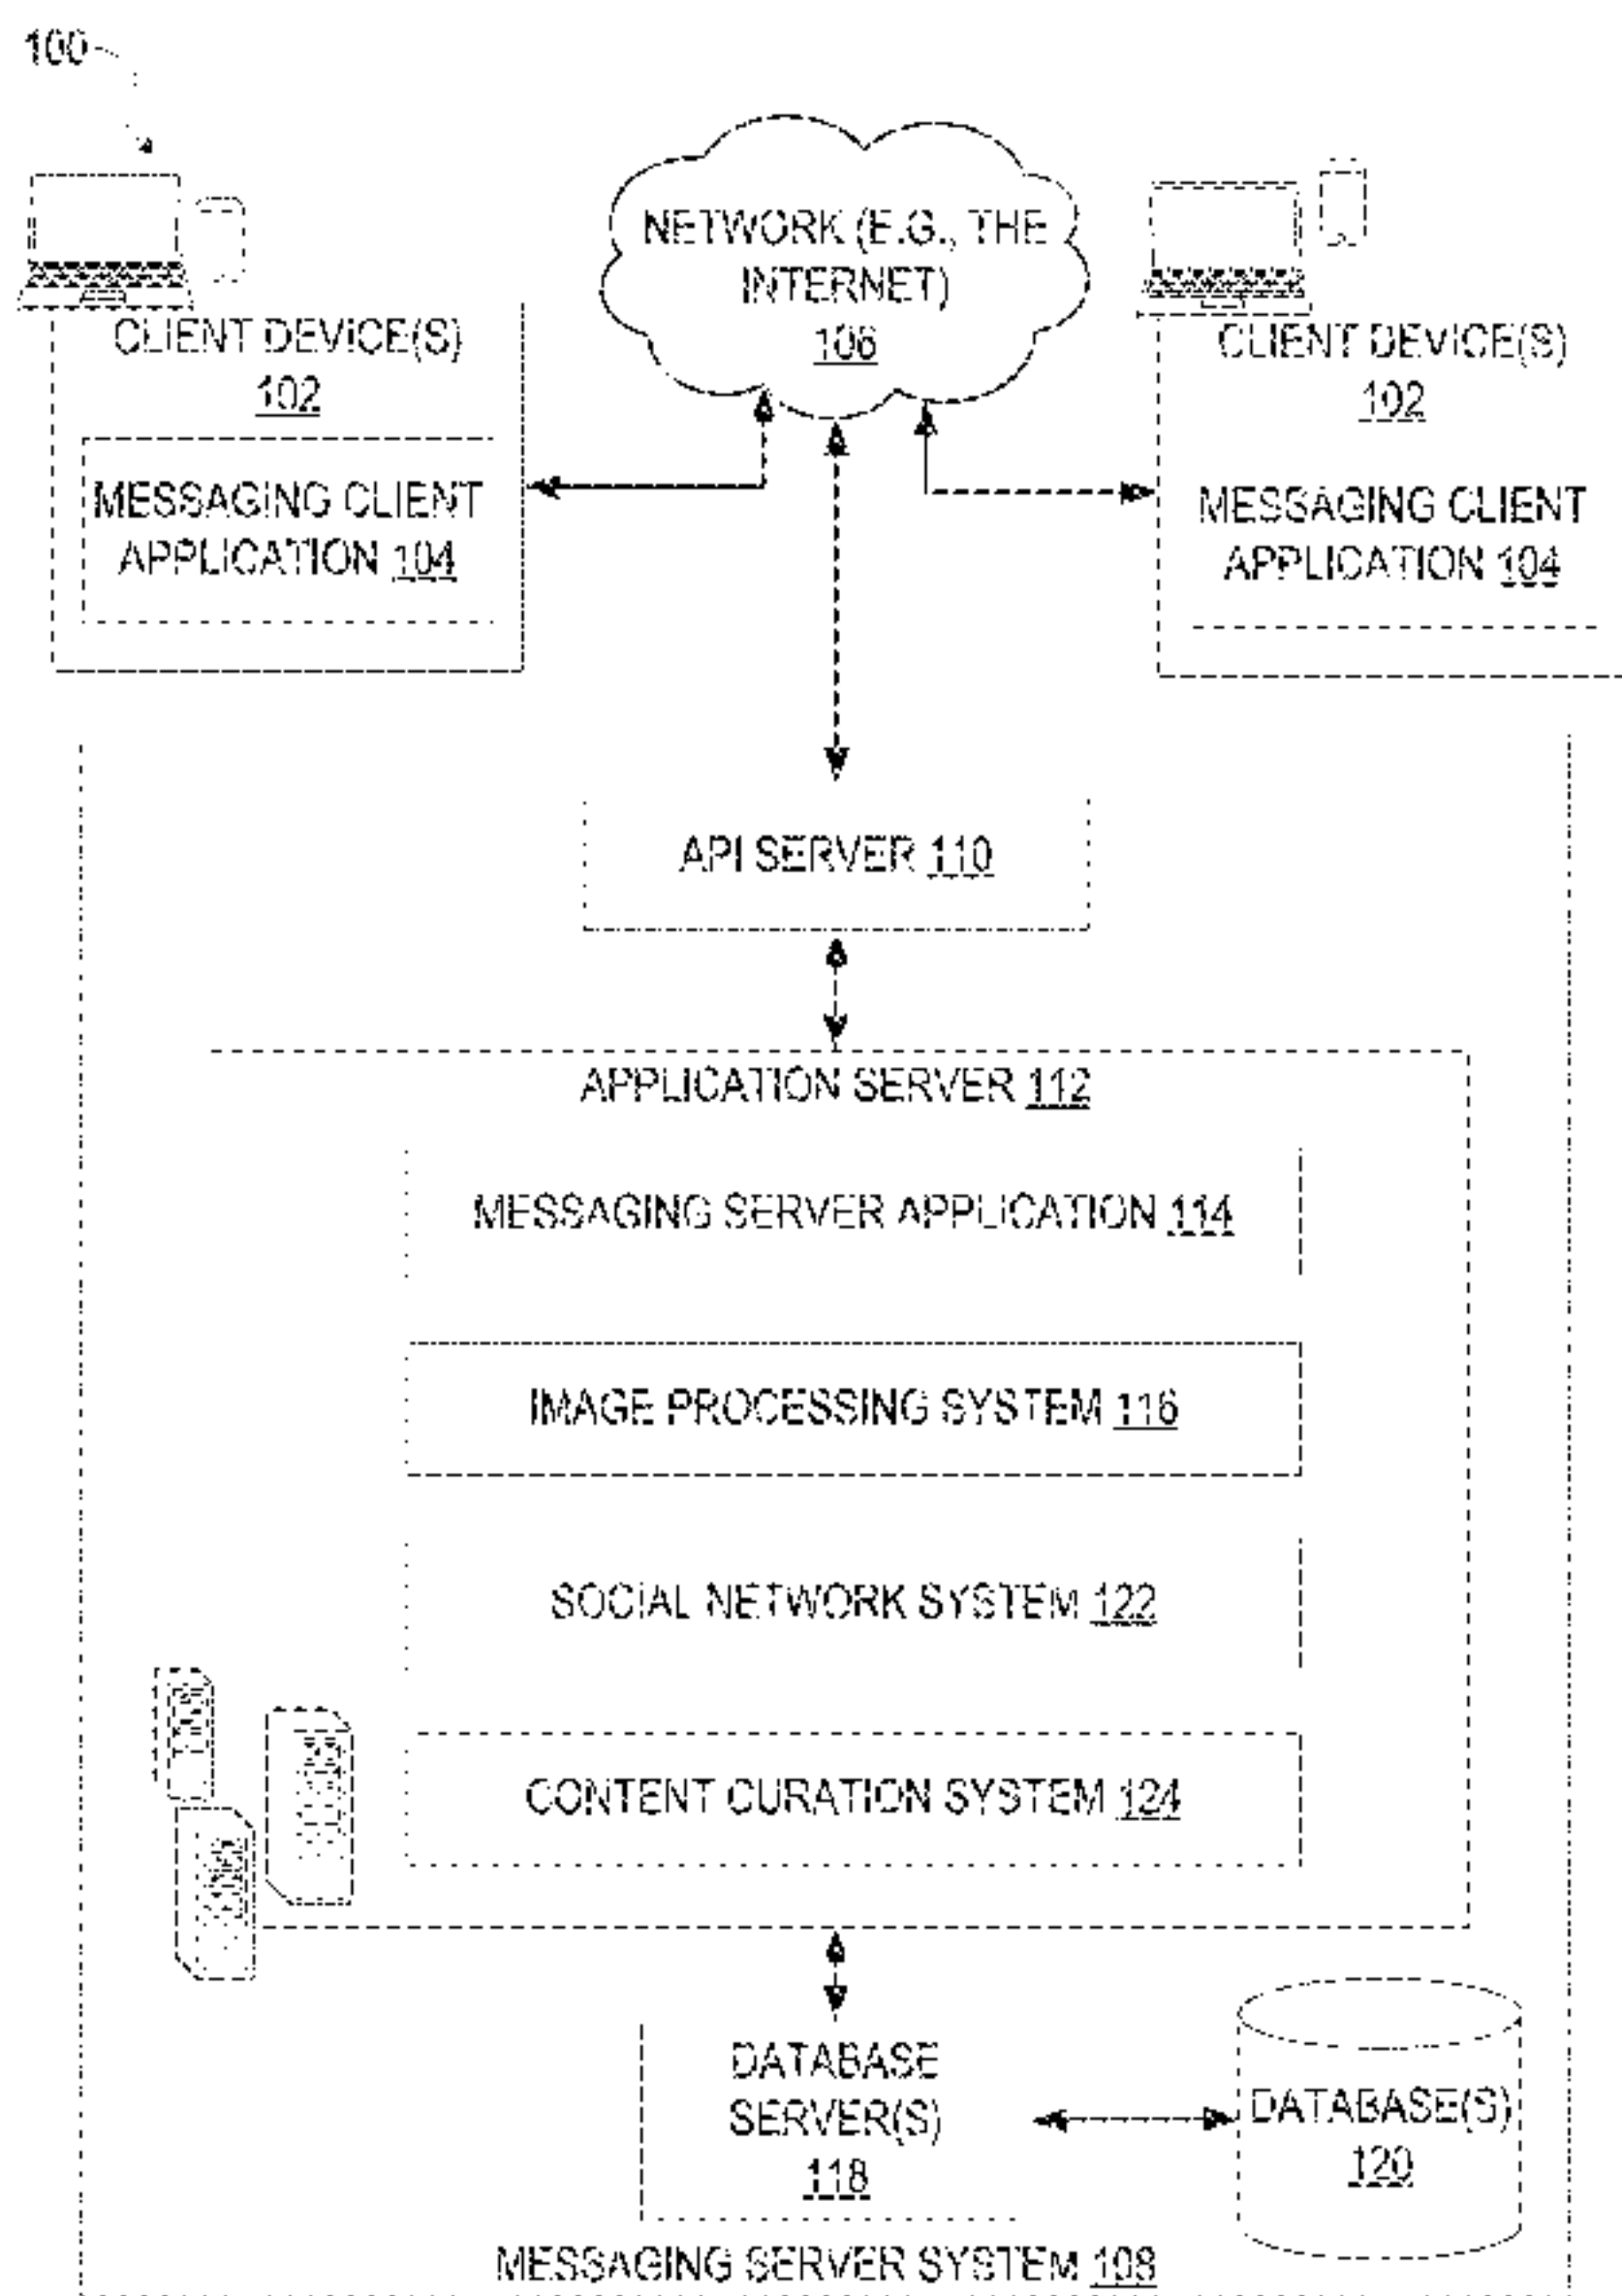 100
NETWORK (E.G., THE
INTERNET)
106
CLIENT DEVICE(S)
102
MESSAGING CLIENT
APPLICATION 104
CLIENT DEVICE(S)
102
MESSAGING CLIENT
APPLICATION 104
API SERVER 110
APPLICATION SERVER 112
MESSAGING SERVER APPLICATION 114
IMAGE PROCESSING SYSTEM 116
SOCIAL NETWORK SYSTEM 122
CONTENT CURATION SYSTEM 124
DATABASE
SERVER(S)
118
DATABASE(S)
120
MESSAGING SERVER SYSTEM 108